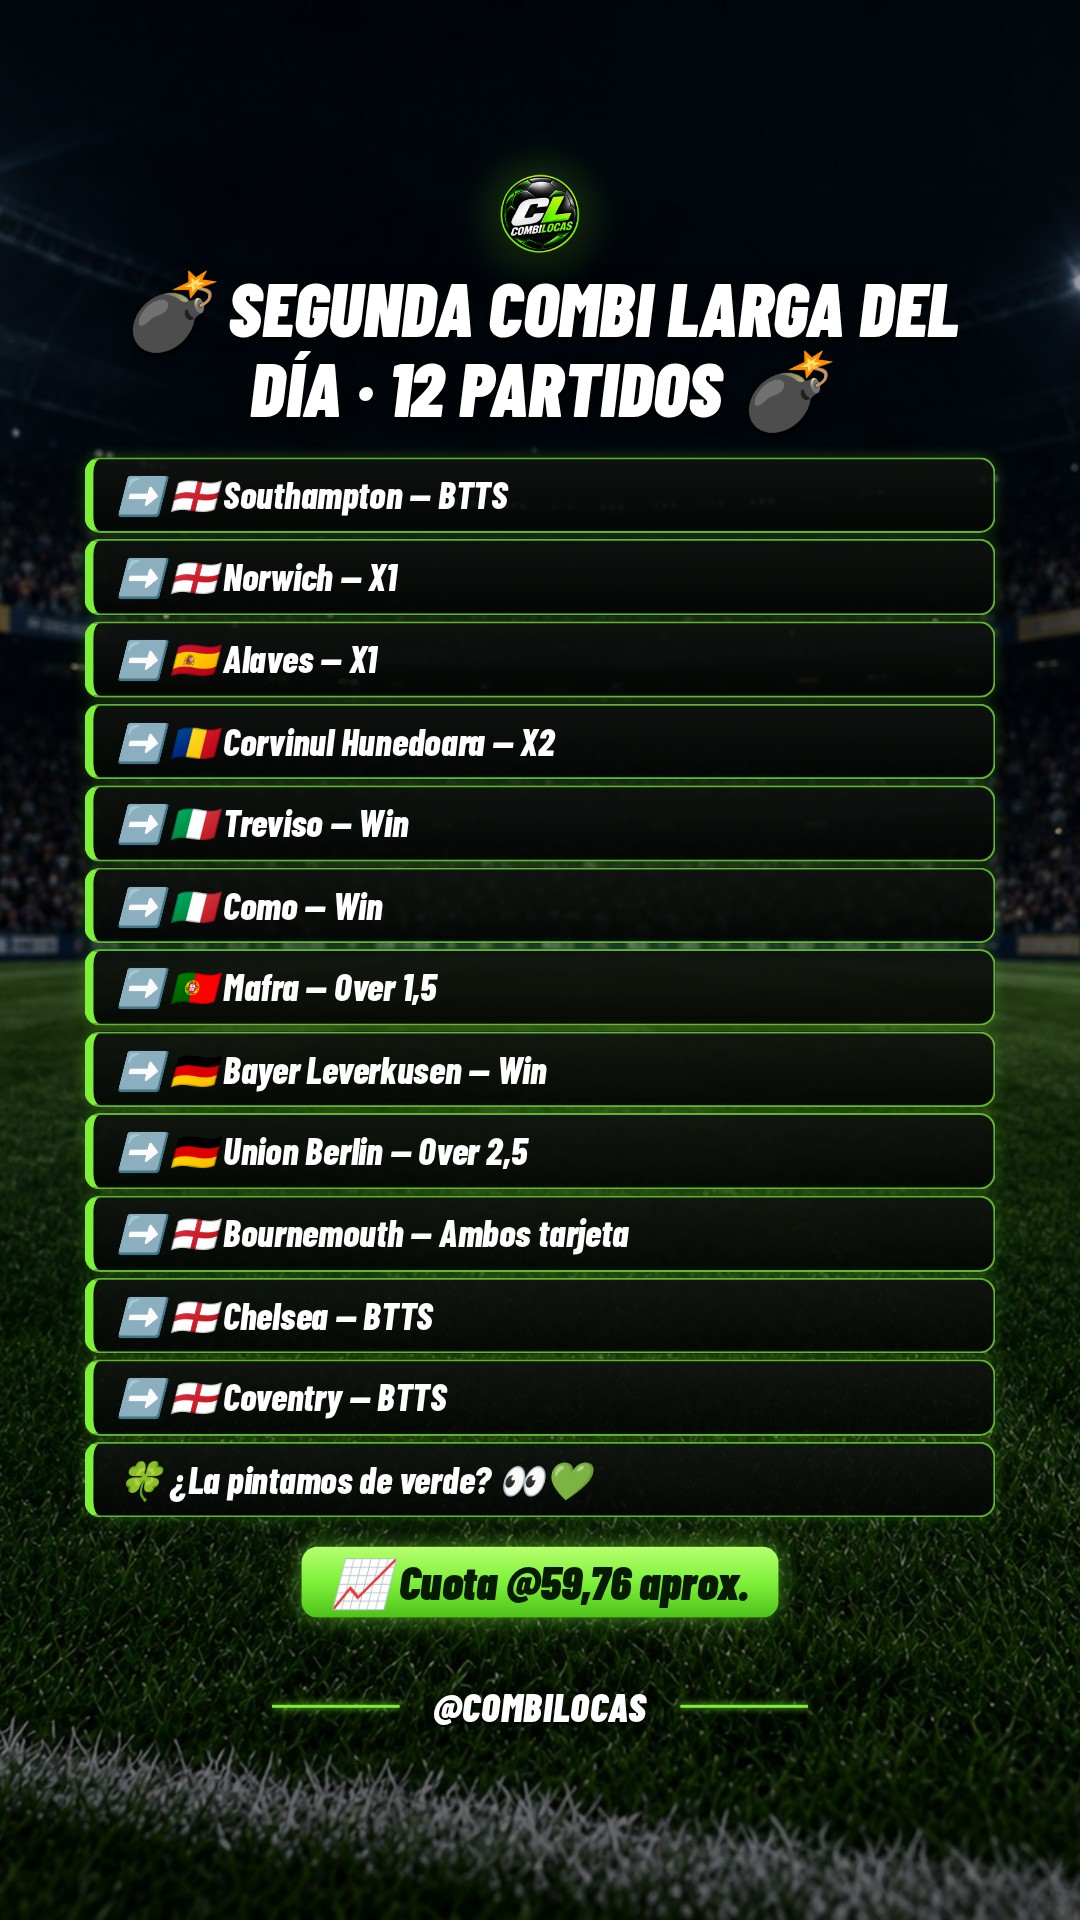 CL
COMBILOCAS
💣 SEGUNDA COMBI LARGA DEL
DÍA · 12 PARTIDOS 💣
➡️ 🏴󠁧󠁢󠁥󠁮󠁧󠁿 Southampton – BTTS
➡️ 🏴󠁧󠁢󠁥󠁮󠁧󠁿 Norwich – X1
➡️ 🇪🇸 Alaves – X1
➡️ 🇷🇴 Corvinul Hunedoara – X2
➡️ 🇮🇹 Treviso – Win
➡️ 🇮🇹 Como – Win
➡️ 🇵🇹 Mafra – Over 1,5
➡️ 🇩🇪 Bayer Leverkusen – Win
➡️ 🇩🇪 Union Berlin – Over 2,5
➡️ 🏴󠁧󠁢󠁥󠁮󠁧󠁿 Bournemouth – Ambos tarjeta
➡️ 🏴󠁧󠁢󠁥󠁮󠁧󠁿 Chelsea – BTTS
➡️ 🏴󠁧󠁢󠁥󠁮󠁧󠁿 Coventry – BTTS
🍀 ¿La pintamos de verde? 👀💚
📈 Cuota @59,76 aprox.
@COMBILOCAS